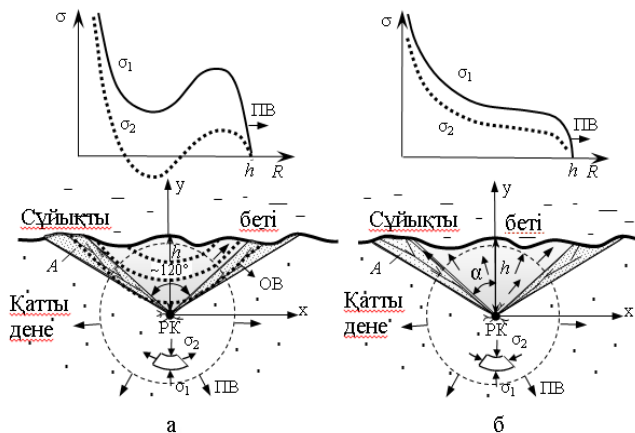 σ
σ₁
σ₂
ПВ
h R
y
Сұйықты беті
A
h
~120°
ОВ
Қатты
дене
РК
x
σ₂
σ₁
ПВ
а
σ
σ₁
σ₂
ПВ
h R
y
Сұйықты беті
A
α
h
Қатты
дене
РК
x
σ₂
σ₁
ПВ
б